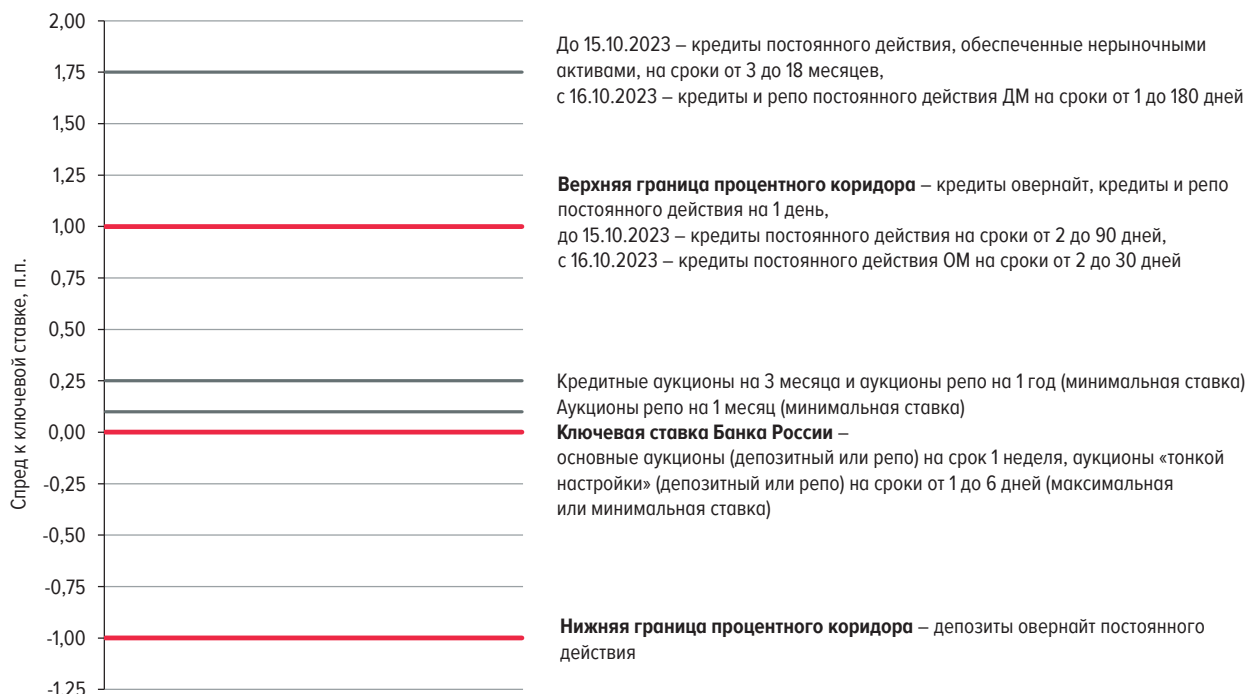 2,00
1,75
1,50
1,25
1,00
0,75
0,50
0,25
0,00
-0,25
-0,50
-0,75
-1,00
-1,25
Спред к ключевой ставке, п.п.
До 15.10.2023 – кредиты постоянного действия, обеспеченные нерыночными
активами, на сроки от 3 до 18 месяцев,
с 16.10.2023 – кредиты и репо постоянного действия ДМ на сроки от 1 до 180 дней
Верхняя граница процентного коридора – кредиты овернайт, кредиты и репо
постоянного действия на 1 день,
до 15.10.2023 – кредиты постоянного действия на сроки от 2 до 90 дней,
с 16.10.2023 – кредиты постоянного действия ОМ на сроки от 2 до 30 дней
Кредитные аукционы на 3 месяца и аукционы репо на 1 год (минимальная ставка)
Аукционы репо на 1 месяц (минимальная ставка)
Ключевая ставка Банка России –
основные аукционы (депозитный или репо) на срок 1 неделя, аукционы «тонкой
настройки» (депозитный или репо) на сроки от 1 до 6 дней (максимальная
или минимальная ставка)
Нижняя граница процентного коридора – депозиты овернайт постоянного
действия